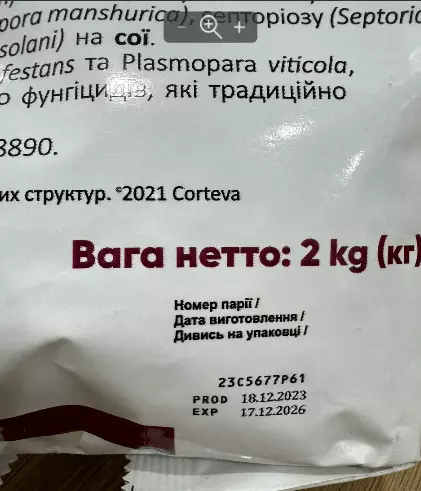 pora manshurica), септоріозу (Septoric
solani) на сої.
festans та Plasmopara viticola,
о фунгіцидів, які традиційно
3890.
их структур. ©2021 Corteva
Вага нетто: 2 kg (кг)
Номер парії /
Дата виготовлення /
Дивись на упаковці /
23C5677P61
PROD 18.12.2023
EXP 17.12.2026